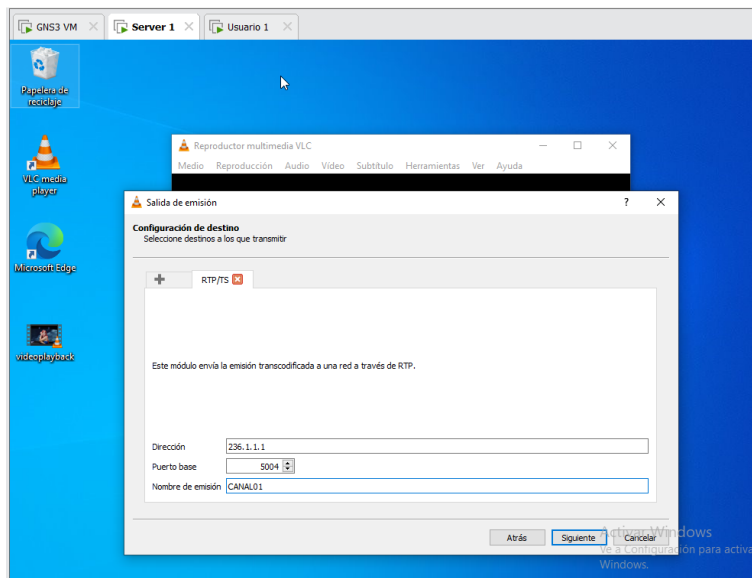 GNS3 VM
Server 1
Usuario 1
Papelera de
reciclaje
VLC media
player
Microsoft Edge
videoplayback
Reproductor multimedia VLC
Medio Reproducción Audio Vídeo Subtítulo Herramientas Ver Ayuda
Salida de emisión
Configuración de destino
Seleccione destinos a los que transmitir
RTP/TS
Este módulo envía la emisión transcodificada a una red a través de RTP.
Dirección 236.1.1.1
Puerto base 5004
Nombre de emisión CANAL01
Atrás Siguiente Cancelar
Activar Windows
Ve a Configuración para activa
Windows.